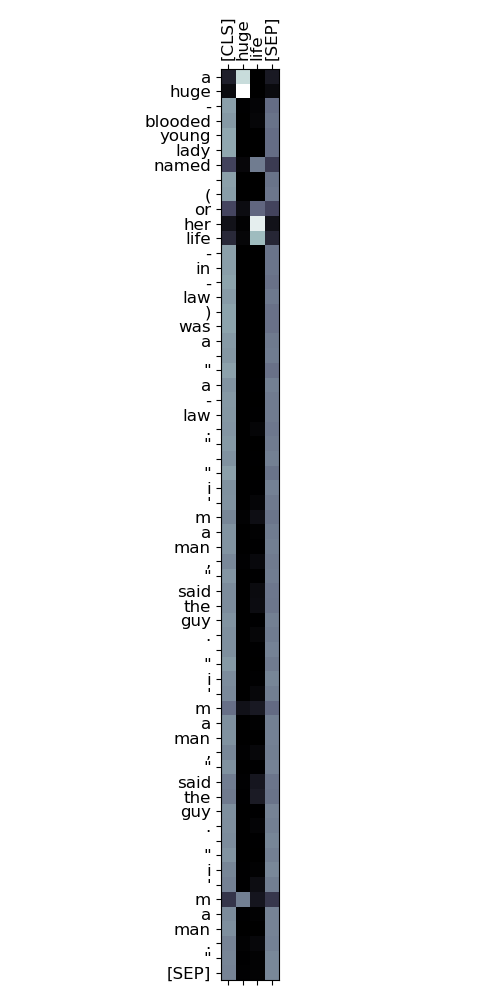 [CLS]
huge
life
[SEP]
a
huge
-
blooded
young
lady
named
(
or
her
life
-
in
-
law
)
was
a
"
a
-
law
.
"
"
i
'
m
a
man
,
"
said
the
guy
.
"
i
'
m
a
man
,
"
said
the
guy
.
"
i
'
m
a
man
.
"
[SEP]